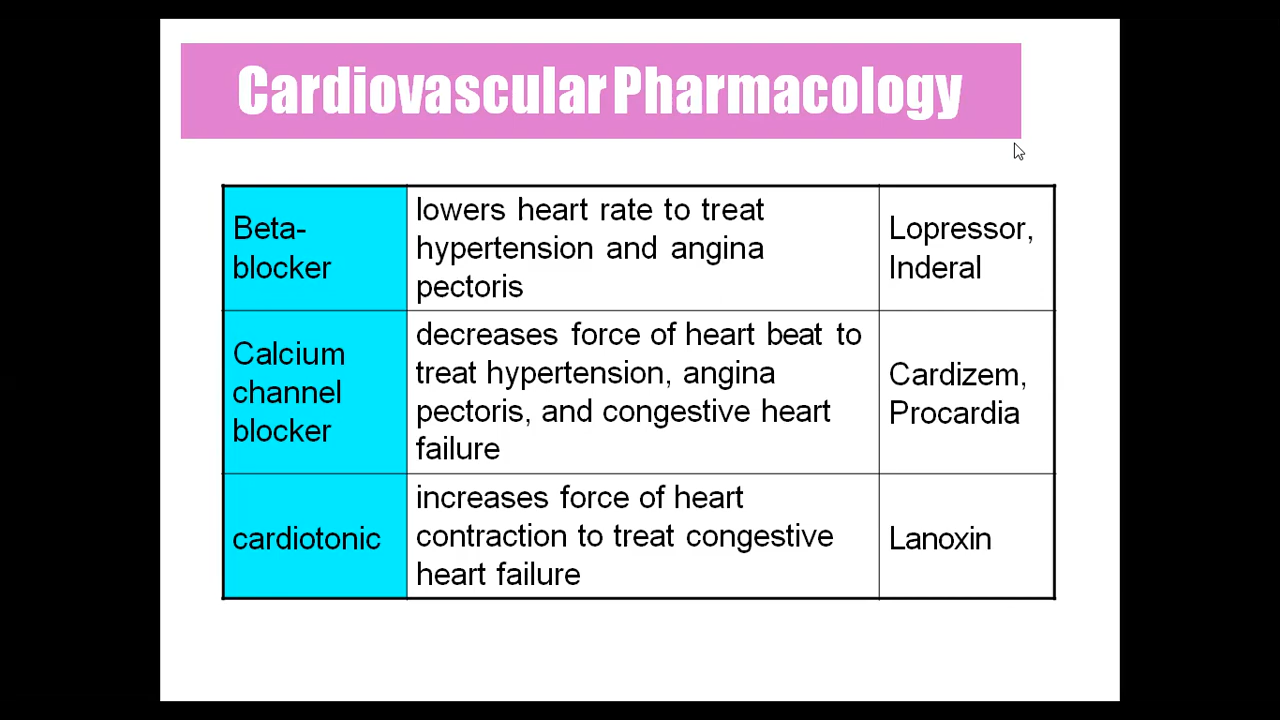 Cardiovascular Pharmacology
Beta-
blocker
lowers heart rate to treat
hypertension and angina
pectoris
Lopressor,
Inderal
Calcium
channel
blocker
decreases force of heart beat to
treat hypertension, angina
pectoris, and congestive heart
failure
Cardizem,
Procardia
cardiotonic
increases force of heart
contraction to treat congestive
heart failure
Lanoxin